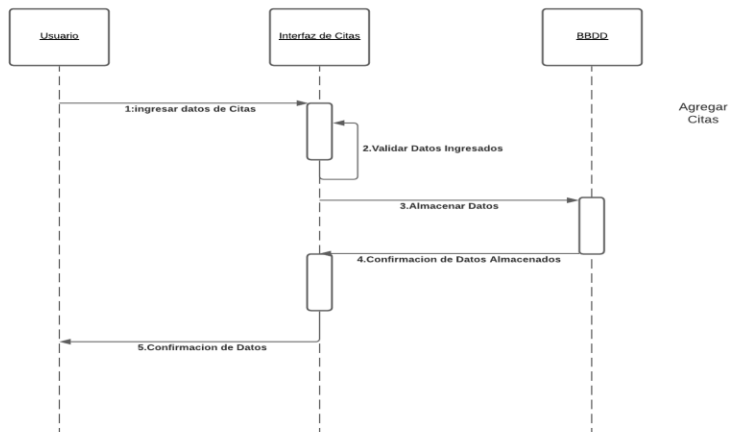 Usuario
Interfaz de Citas
BBDD
1:ingresar datos de Citas
Agregar
Citas
2.Validar Datos Ingresados
3.Almacenar Datos
4.Confirmacion de Datos Almacenados
5.Confirmacion de Datos